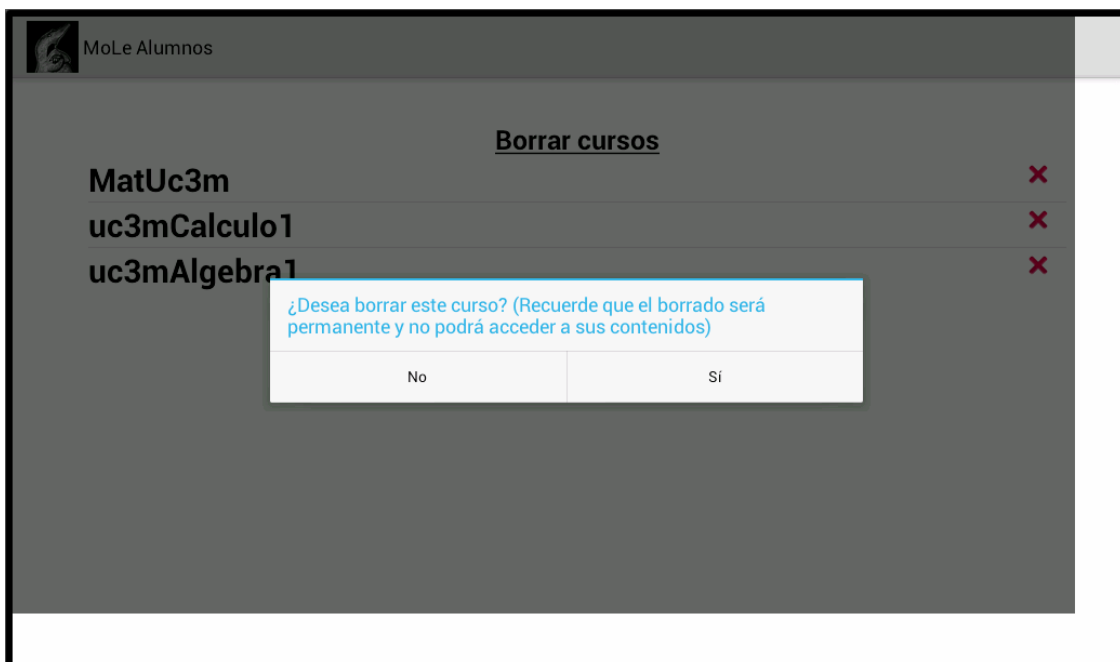 MoLe Alumnos
Borrar cursos
MatUc3m
uc3mCalculo1
uc3mAlgebra1
¿Desea borrar este curso? (Recuerde que el borrado será
permanente y no podrá acceder a sus contenidos)
No
Sí